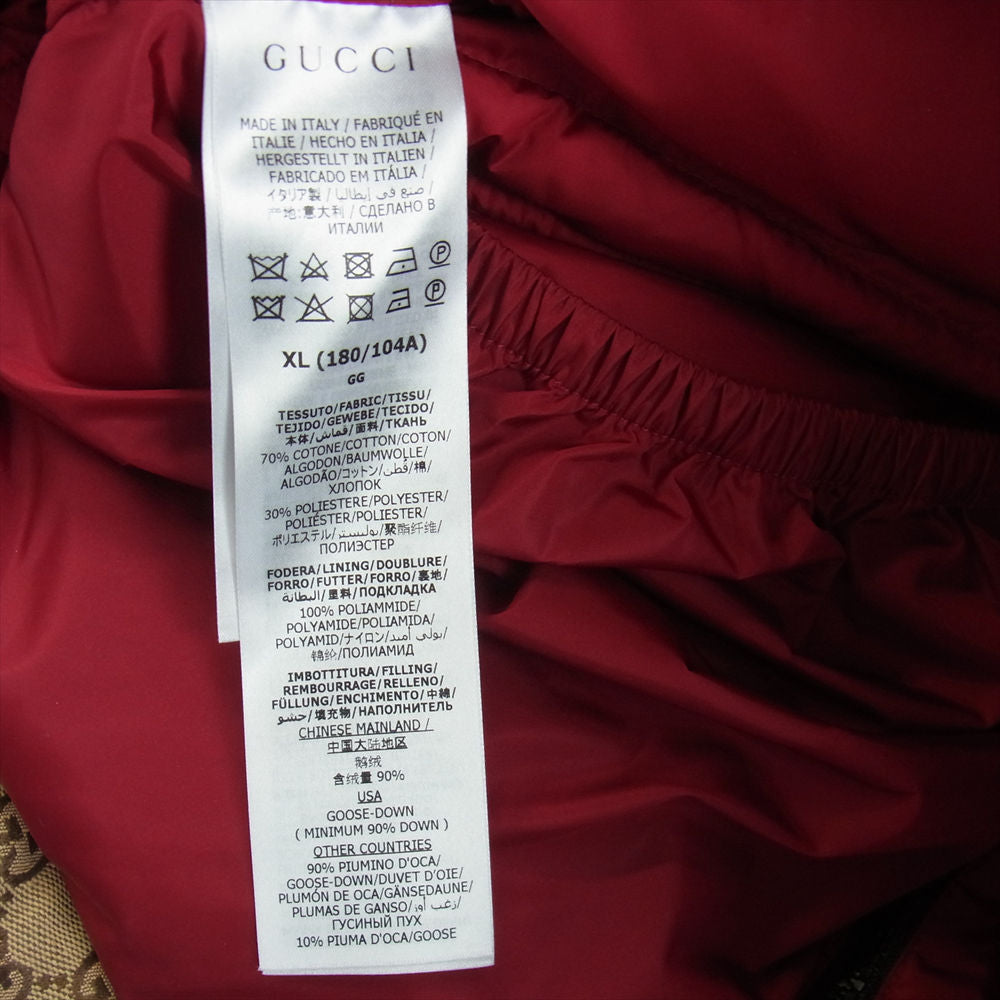 GUCCI
MADE IN ITALY / FABRIQUÉ EN
ITALIE / HECHO EN ITALIA /
HERGESTELLT IN ITALIEN /
FABRICADO EM ITÁLIA /
イタリア製 / صنع في إيطاليا /
产地:意大利 / СДЕЛАНО В
ИТАЛИИ
P
P
XL (180/104A)
GG
TESSUTO/FABRIC/TISSU/
TEJIDO/GEWEBE/TECIDO/
本体/قماش/面料/ТКАНЬ
70% COTONE/COTTON/COTON/
ALGODON/BAUMWOLLE/
ALGODÃO/コットン/قطن/棉/
ХЛОПОК
30% POLIESTERE/POLYESTER/
POLIÉSTER/POLIESTER/
ポリエステル/بوليستر/聚酯纤维/
ПОЛИЭСТЕР
FODERA/LINING/DOUBLURE/
FORRO/FUTTER/FORRO/裏地/
البطانة/里料/ПОДКЛАДКА
100% POLIAMMIDE/
POLYAMIDE/POLIAMIDA/
POLYAMID/ナイロン/بولي أميد/
锦纶/ПОЛИАМИД
IMBOTTITURA/FILLING/
REMBOURRAGE/RELLENO/
FÜLLUNG/ENCHIMENTO/中綿/
حشو/填充物/НАПОЛНИТЕЛЬ
CHINESE MAINLAND /
中国大陆地区
鹅绒
含绒量 90%
USA
GOOSE-DOWN
( MINIMUM 90% DOWN )
OTHER COUNTRIES
90% PIUMINO D'OCA/
GOOSE-DOWN/DUVET D'OIE/
PLUMÓN DE OCA/GÄNSEDAUNE/
PLUMAS DE GANSO/زغب أوز/
ГУСИНЫЙ ПУХ
10% PIUMA D'OCA/GOOSE